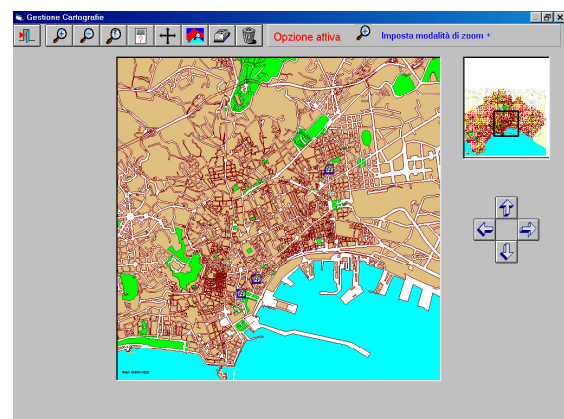 Gestione Cartografie
Opzione attiva
Imposta modalità di zoom +